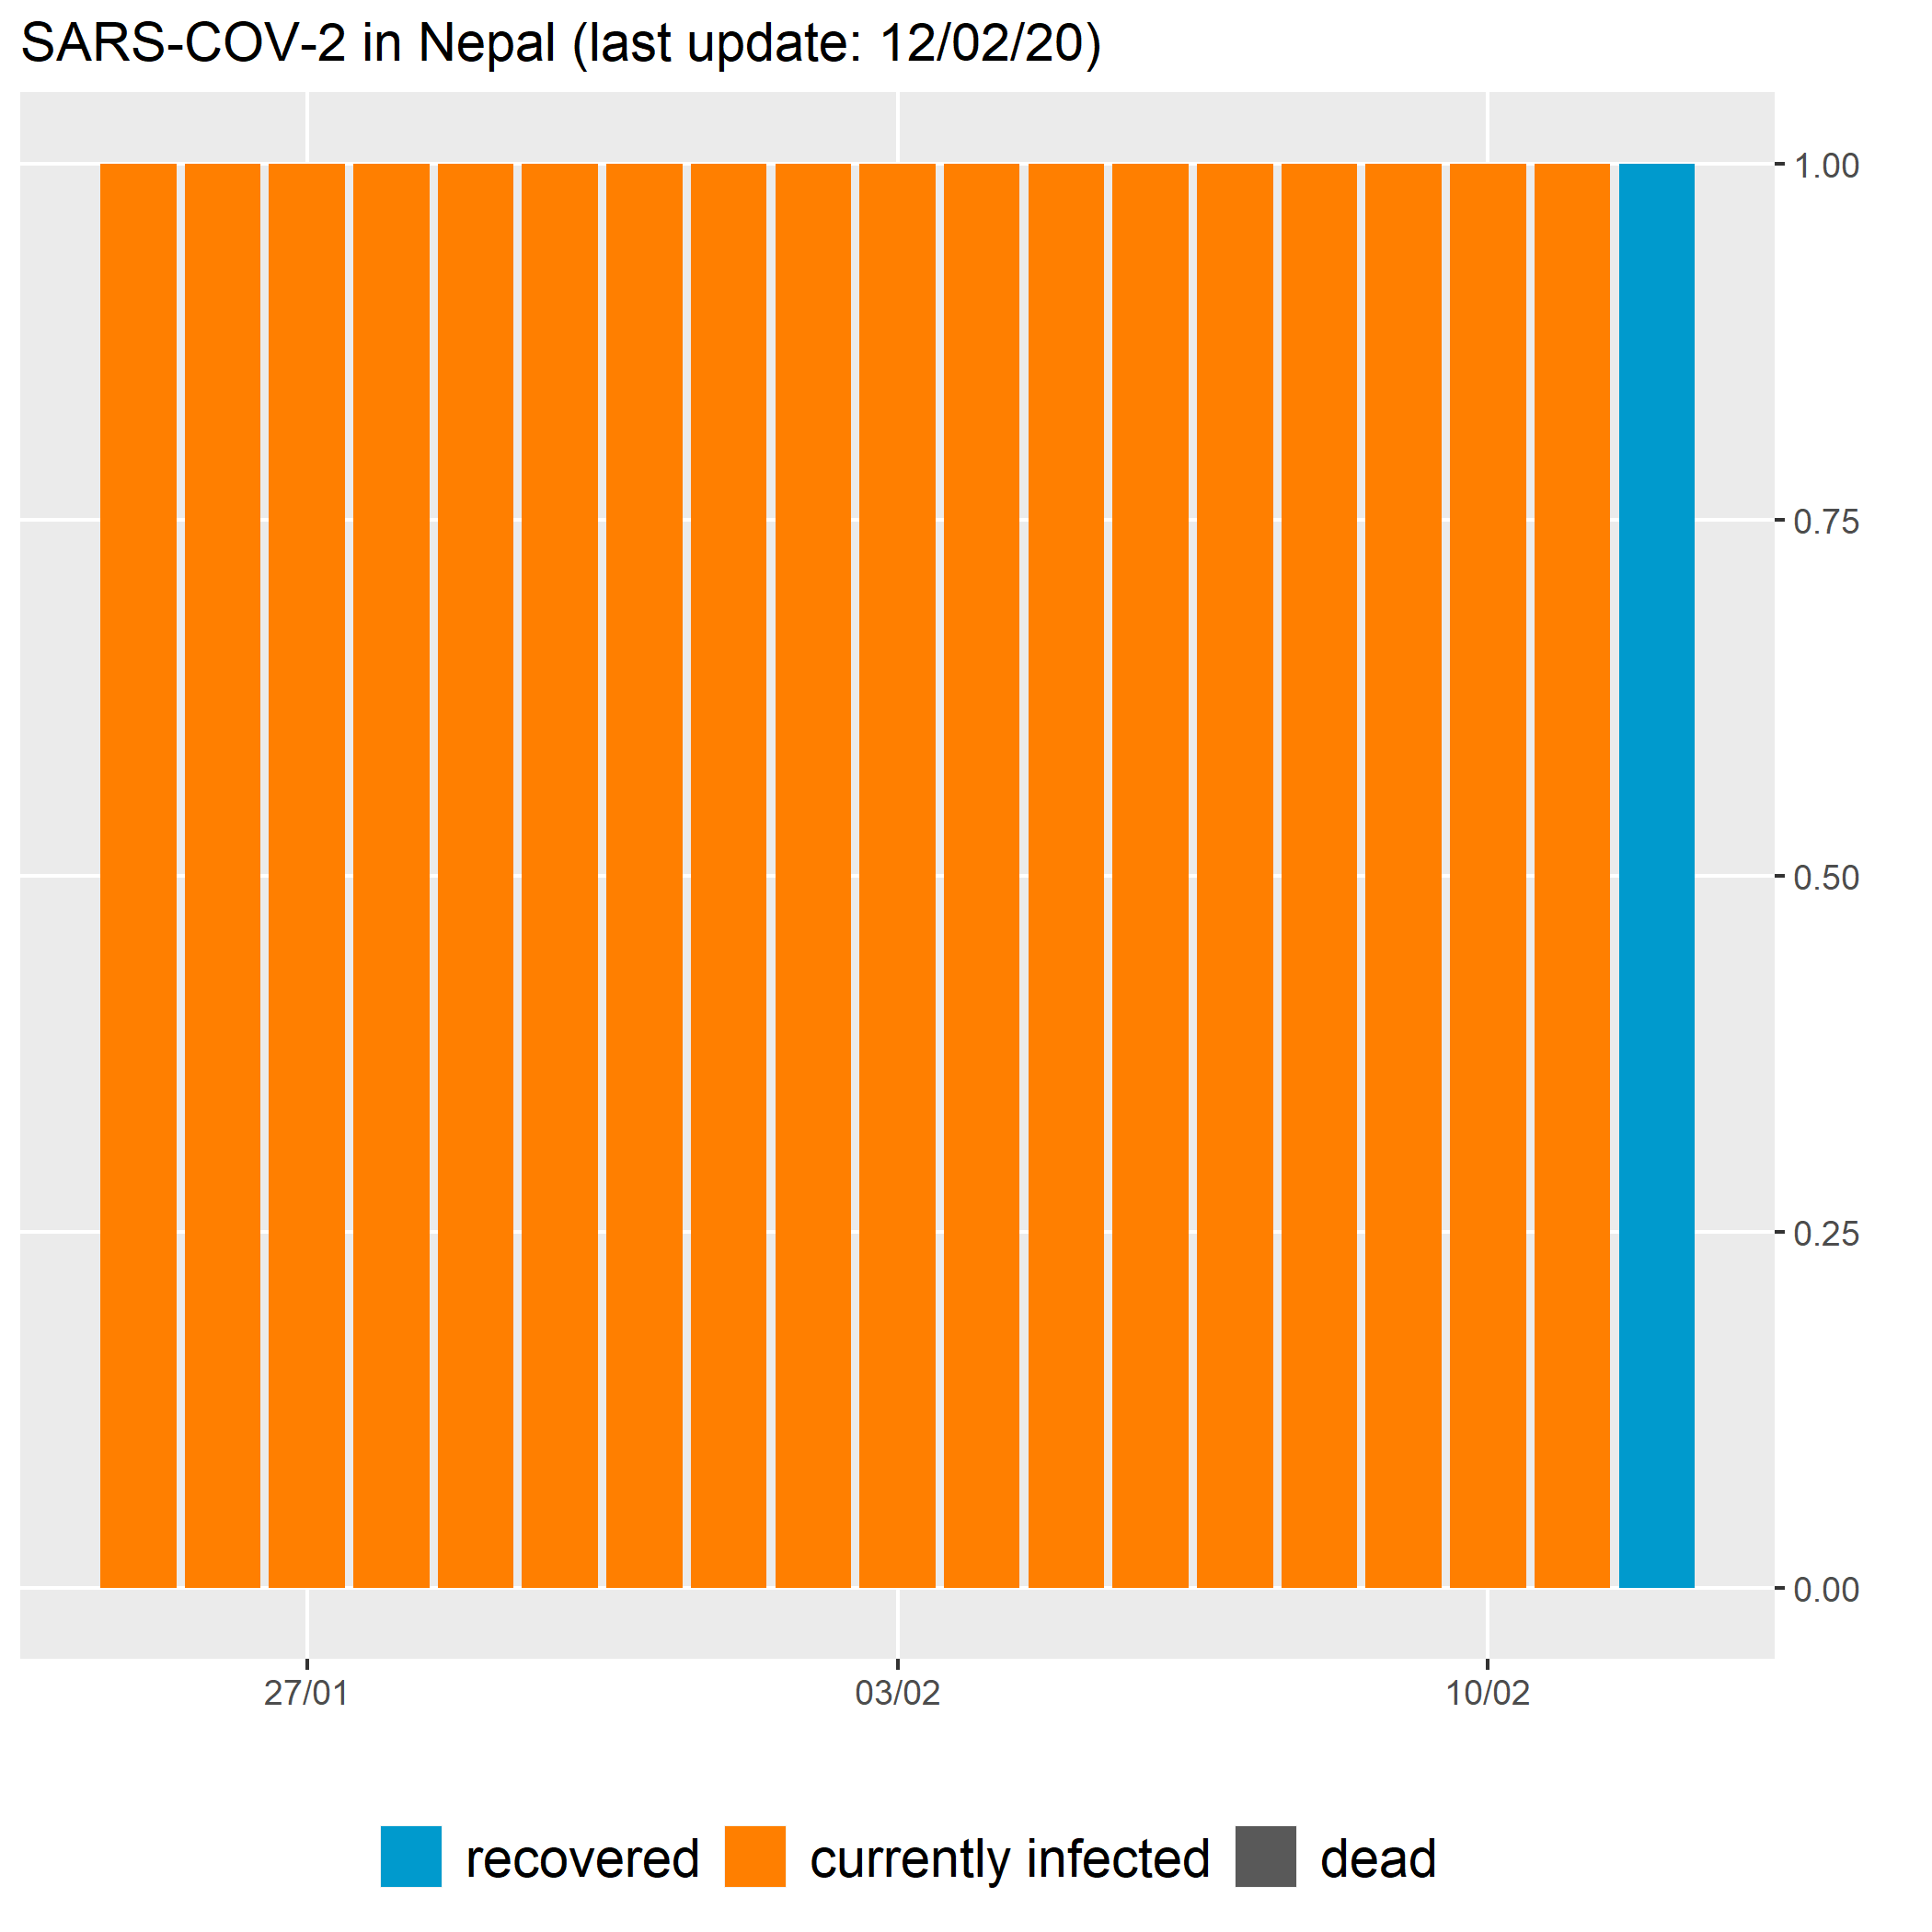 SARS-COV-2 in Nepal (last update: 12/02/20)
1.00
0.75
0.50
0.25
0.00
27/01 03/02 10/02
recovered currently infected dead